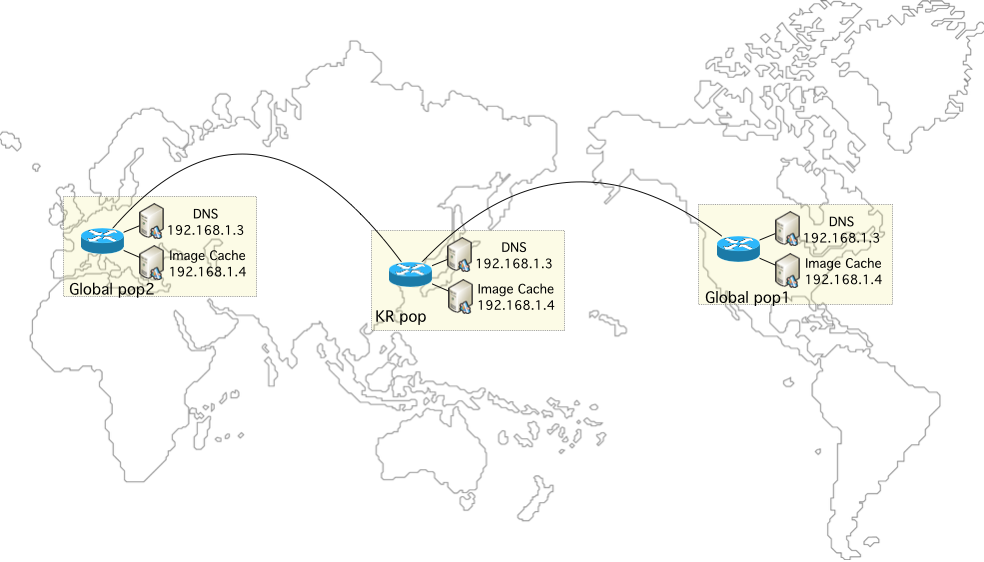 DNS
192.168.1.3
Image Cache
192.168.1.4
Global pop2
DNS
192.168.1.3
Image Cache
192.168.1.4
KR pop
DNS
192.168.1.3
Image Cache
192.168.1.4
Global pop1